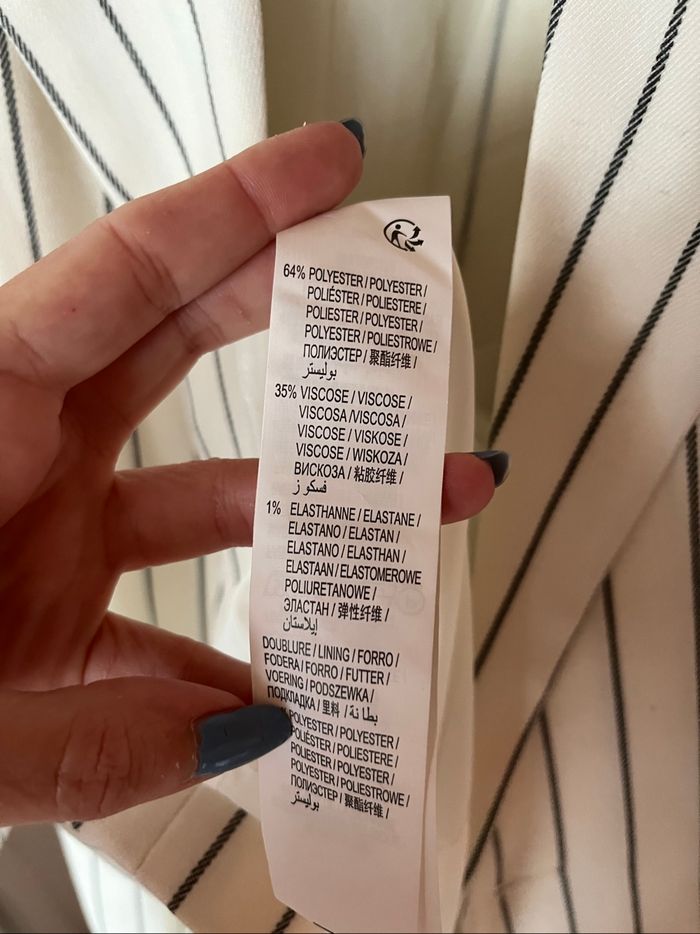 64% POLYESTER / POLYESTER /
POLIÉSTER / POLIESTERE /
POLIESTER / POLYESTER /
POLYESTER / POLIESTROWE /
ПОЛИЭСТЕР / 聚酯纤维 /
بوليستر
35% VISCOSE / VISCOSE /
VISCOSA /VISCOSA /
VISCOSE / VISKOSE /
VISCOSE / WISKOZA /
ВИСКОЗА / 粘胶纤维 /
فسكوز
1% ELASTHANNE / ELASTANE /
ELASTANO / ELASTAN /
ELASTANO / ELASTHAN /
ELASTAAN / ELASTOMEROWE
POLIURETANOWE /
ЭЛАСТАН / 弹性纤维 /
إيلاستان
DOUBLURE / LINING / FORRO /
FODERA / FORRO / FUTTER /
VOERING / PODSZEWKA /
ПОДКЛАДКА / 里料 / بطانة
POLYESTER / POLYESTER /
POLIÉSTER / POLIESTERE /
POLIESTER / POLYESTER /
POLYESTER / POLIESTROWE /
ПОЛИЭСТЕР / 聚酯纤维 /
بوليستر